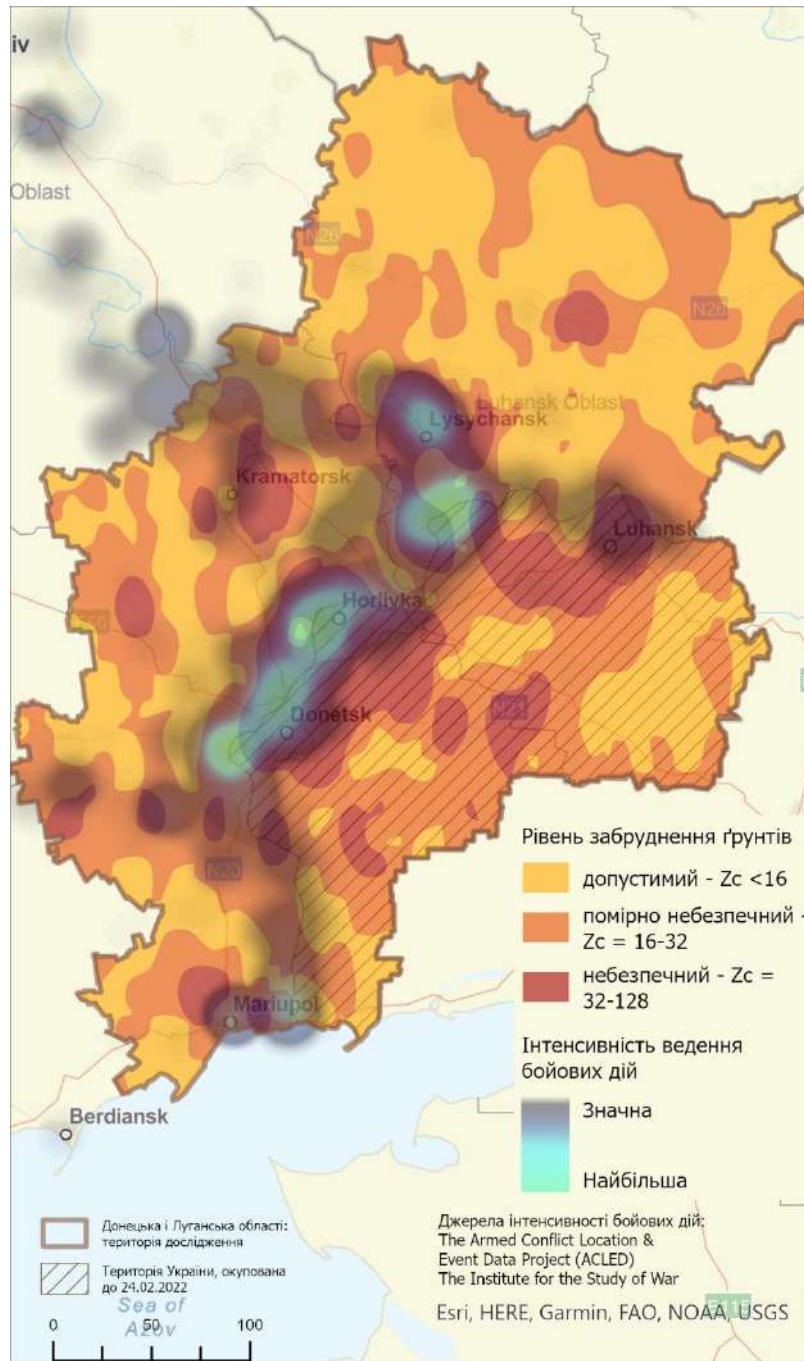 iv
Oblast
N26
N26
Luhansk Oblast
Lysychansk
Kramatorsk
Luhansk
Horlivka
Donetsk
N21
N20
Mariupol
Berdiansk
Рівень забруднення ґрунтів
допустимий - Zc <16
помірно небезпечний -
Zc = 16-32
небезпечний - Zc =
32-128
Інтенсивність ведення
бойових дій
Значна
Найбільша
Донецька і Луганська області:
територія дослідження
Територія України, окупована
до 24.02.2022
Sea of
Azov
0 50 100
Джерела інтенсивності бойових дій:
The Armed Conflict Location &
Event Data Project (ACLED)
The Institute for the Study of War
E115
Esri, HERE, Garmin, FAO, NOAA, USGS